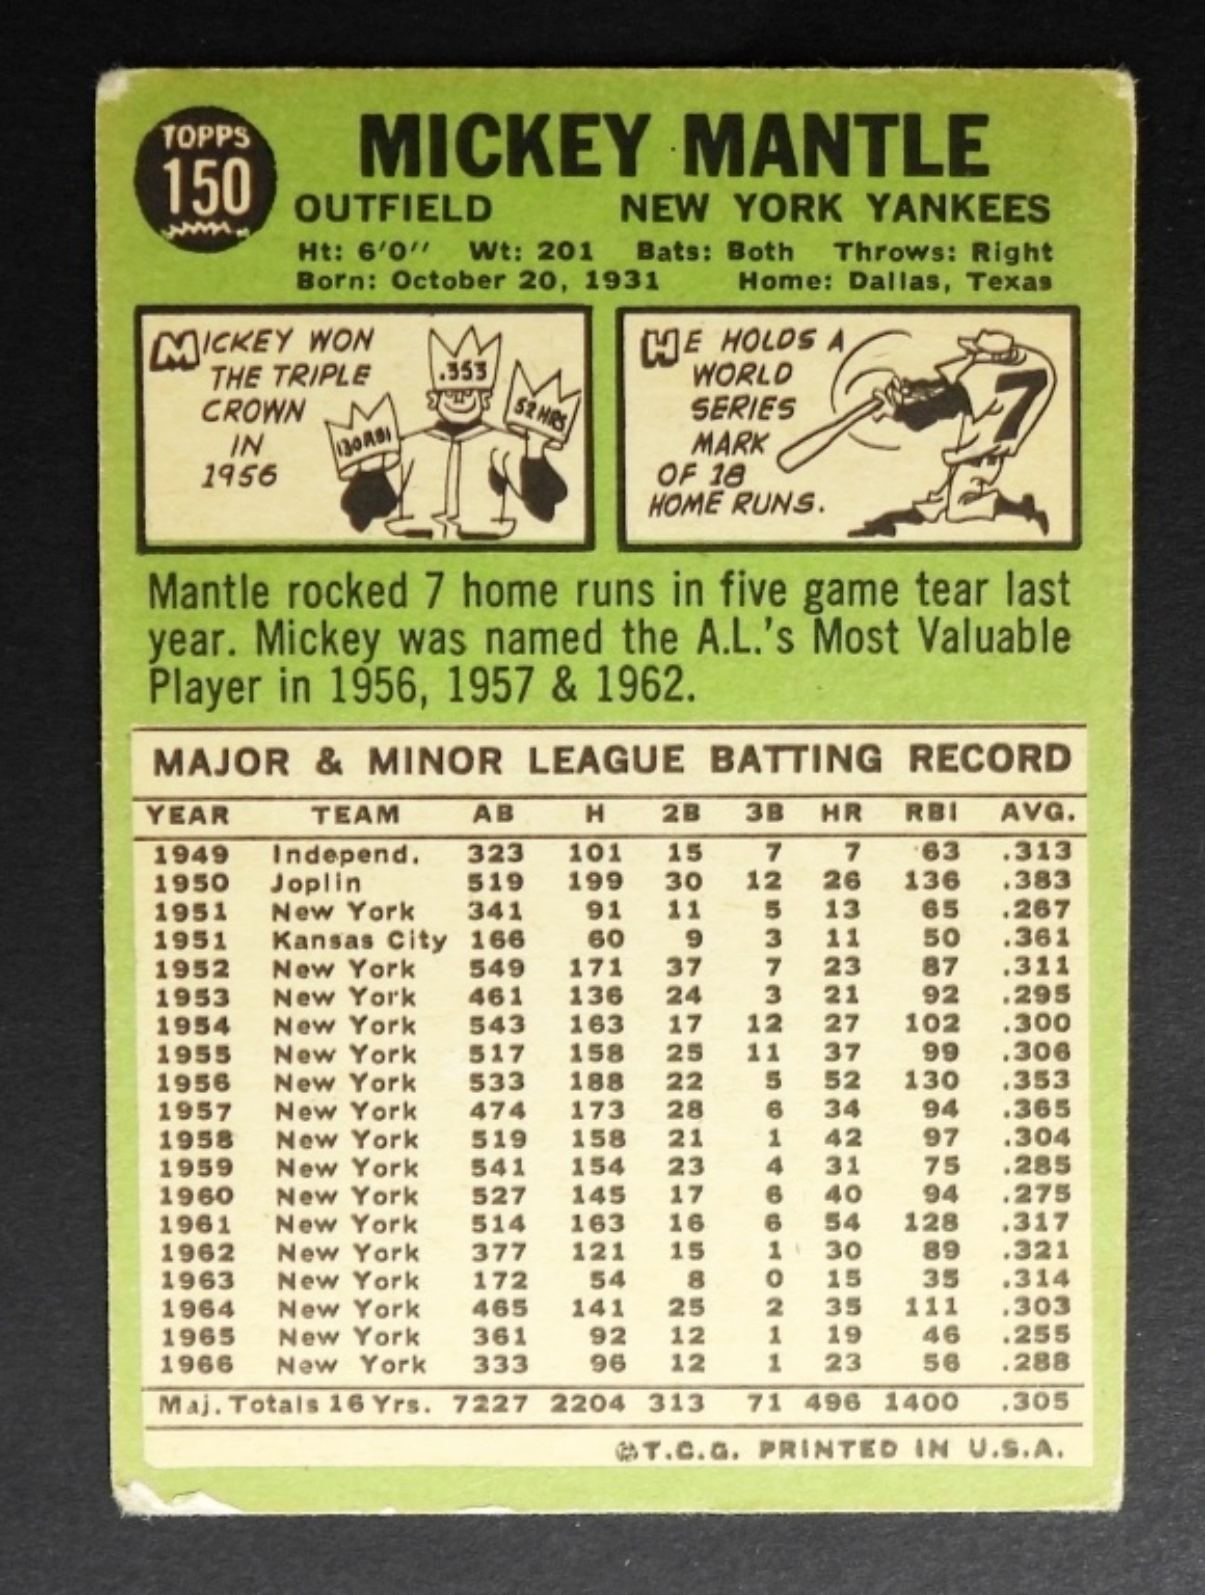 TOPPS
150
MICKEY MANTLE
OUTFIELD NEW YORK YANKEES
Ht: 6'0" Wt: 201 Bats: Both Throws: Right
Born: October 20, 1931 Home: Dallas, Texas
MICKEY WON
THE TRIPLE
CROWN
IN
1956
.353
130 RBI
52 HRS
HE HOLDS A
WORLD
SERIES
MARK
OF 18
HOME RUNS.
7
Mantle rocked 7 home runs in five game tear last
year. Mickey was named the A.L.'s Most Valuable
Player in 1956, 1957 & 1962.
MAJOR & MINOR LEAGUE BATTING RECORD
YEAR TEAM AB H 2B 3B HR RBI AVG.
1949 Independ. 323 101 15 7 7 63 .313
1950 Joplin 519 199 30 12 26 136 .383
1951 New York 341 91 11 5 13 65 .267
1951 Kansas City 166 60 9 3 11 50 .361
1952 New York 549 171 37 7 23 87 .311
1953 New York 461 136 24 3 21 92 .295
1954 New York 543 163 17 12 27 102 .300
1955 New York 517 158 25 11 37 99 .306
1956 New York 533 188 22 5 52 130 .353
1957 New York 474 173 28 6 34 94 .365
1958 New York 519 158 21 1 42 97 .304
1959 New York 541 154 23 4 31 75 .285
1960 New York 527 145 17 6 40 94 .275
1961 New York 514 163 16 6 54 128 .317
1962 New York 377 121 15 1 30 89 .321
1963 New York 172 54 8 0 15 35 .314
1964 New York 465 141 25 2 35 111 .303
1965 New York 361 92 12 1 19 46 .255
1966 New York 333 96 12 1 23 56 .288
Maj. Totals 16 Yrs. 7227 2204 313 71 496 1400 .305
©T.C.G. PRINTED IN U.S.A.